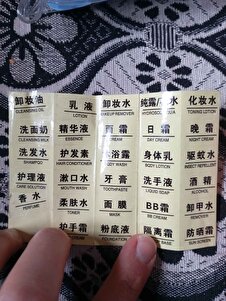 卸妆油 乳液 卸妆水 纯露/水 化妆水
CLEANSING OIL LOTION MAKEUP REMOVER TONING LOTION
洗面奶 精华液 面霜 日霜 晚霜
CLEANSING MILK ESSENCE CREAM DAY CREAM NIGHT CREAM
洗发水 护发素 沐浴露 身体乳 驱蚊水
SHAMPOO HAIR CONDITIONER BODY WASH BODY LOTION INSECT REPELLENT
护理液 漱口水 牙膏 洗手液 酒精
CARE SOLUTION MOUTH WASH TOOTHPASTE LIQUID SOAP ALCOHOL
香水 柔肤水 面膜 BB霜 卸甲水
PERFUME TONER MASK BB CREAM
护手霜 粉底液 隔离霜 防晒霜
FOUNDATION BASE SUN SCREEN